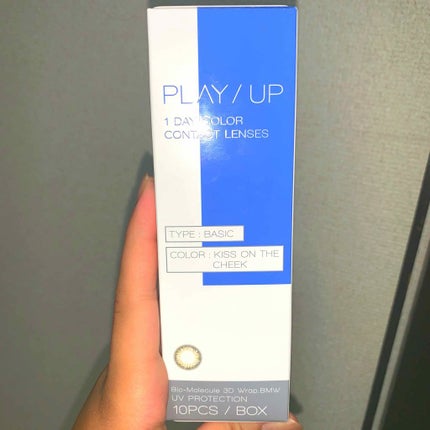 PLAY / UP
1 DAY COLOR
CONTACT LENSES
TYPE : BASIC
COLOR : KISS ON THE
CHEEK
Bio-Molecule 3D Wrap.BMW
UV PROTECTION
10PCS / BOX